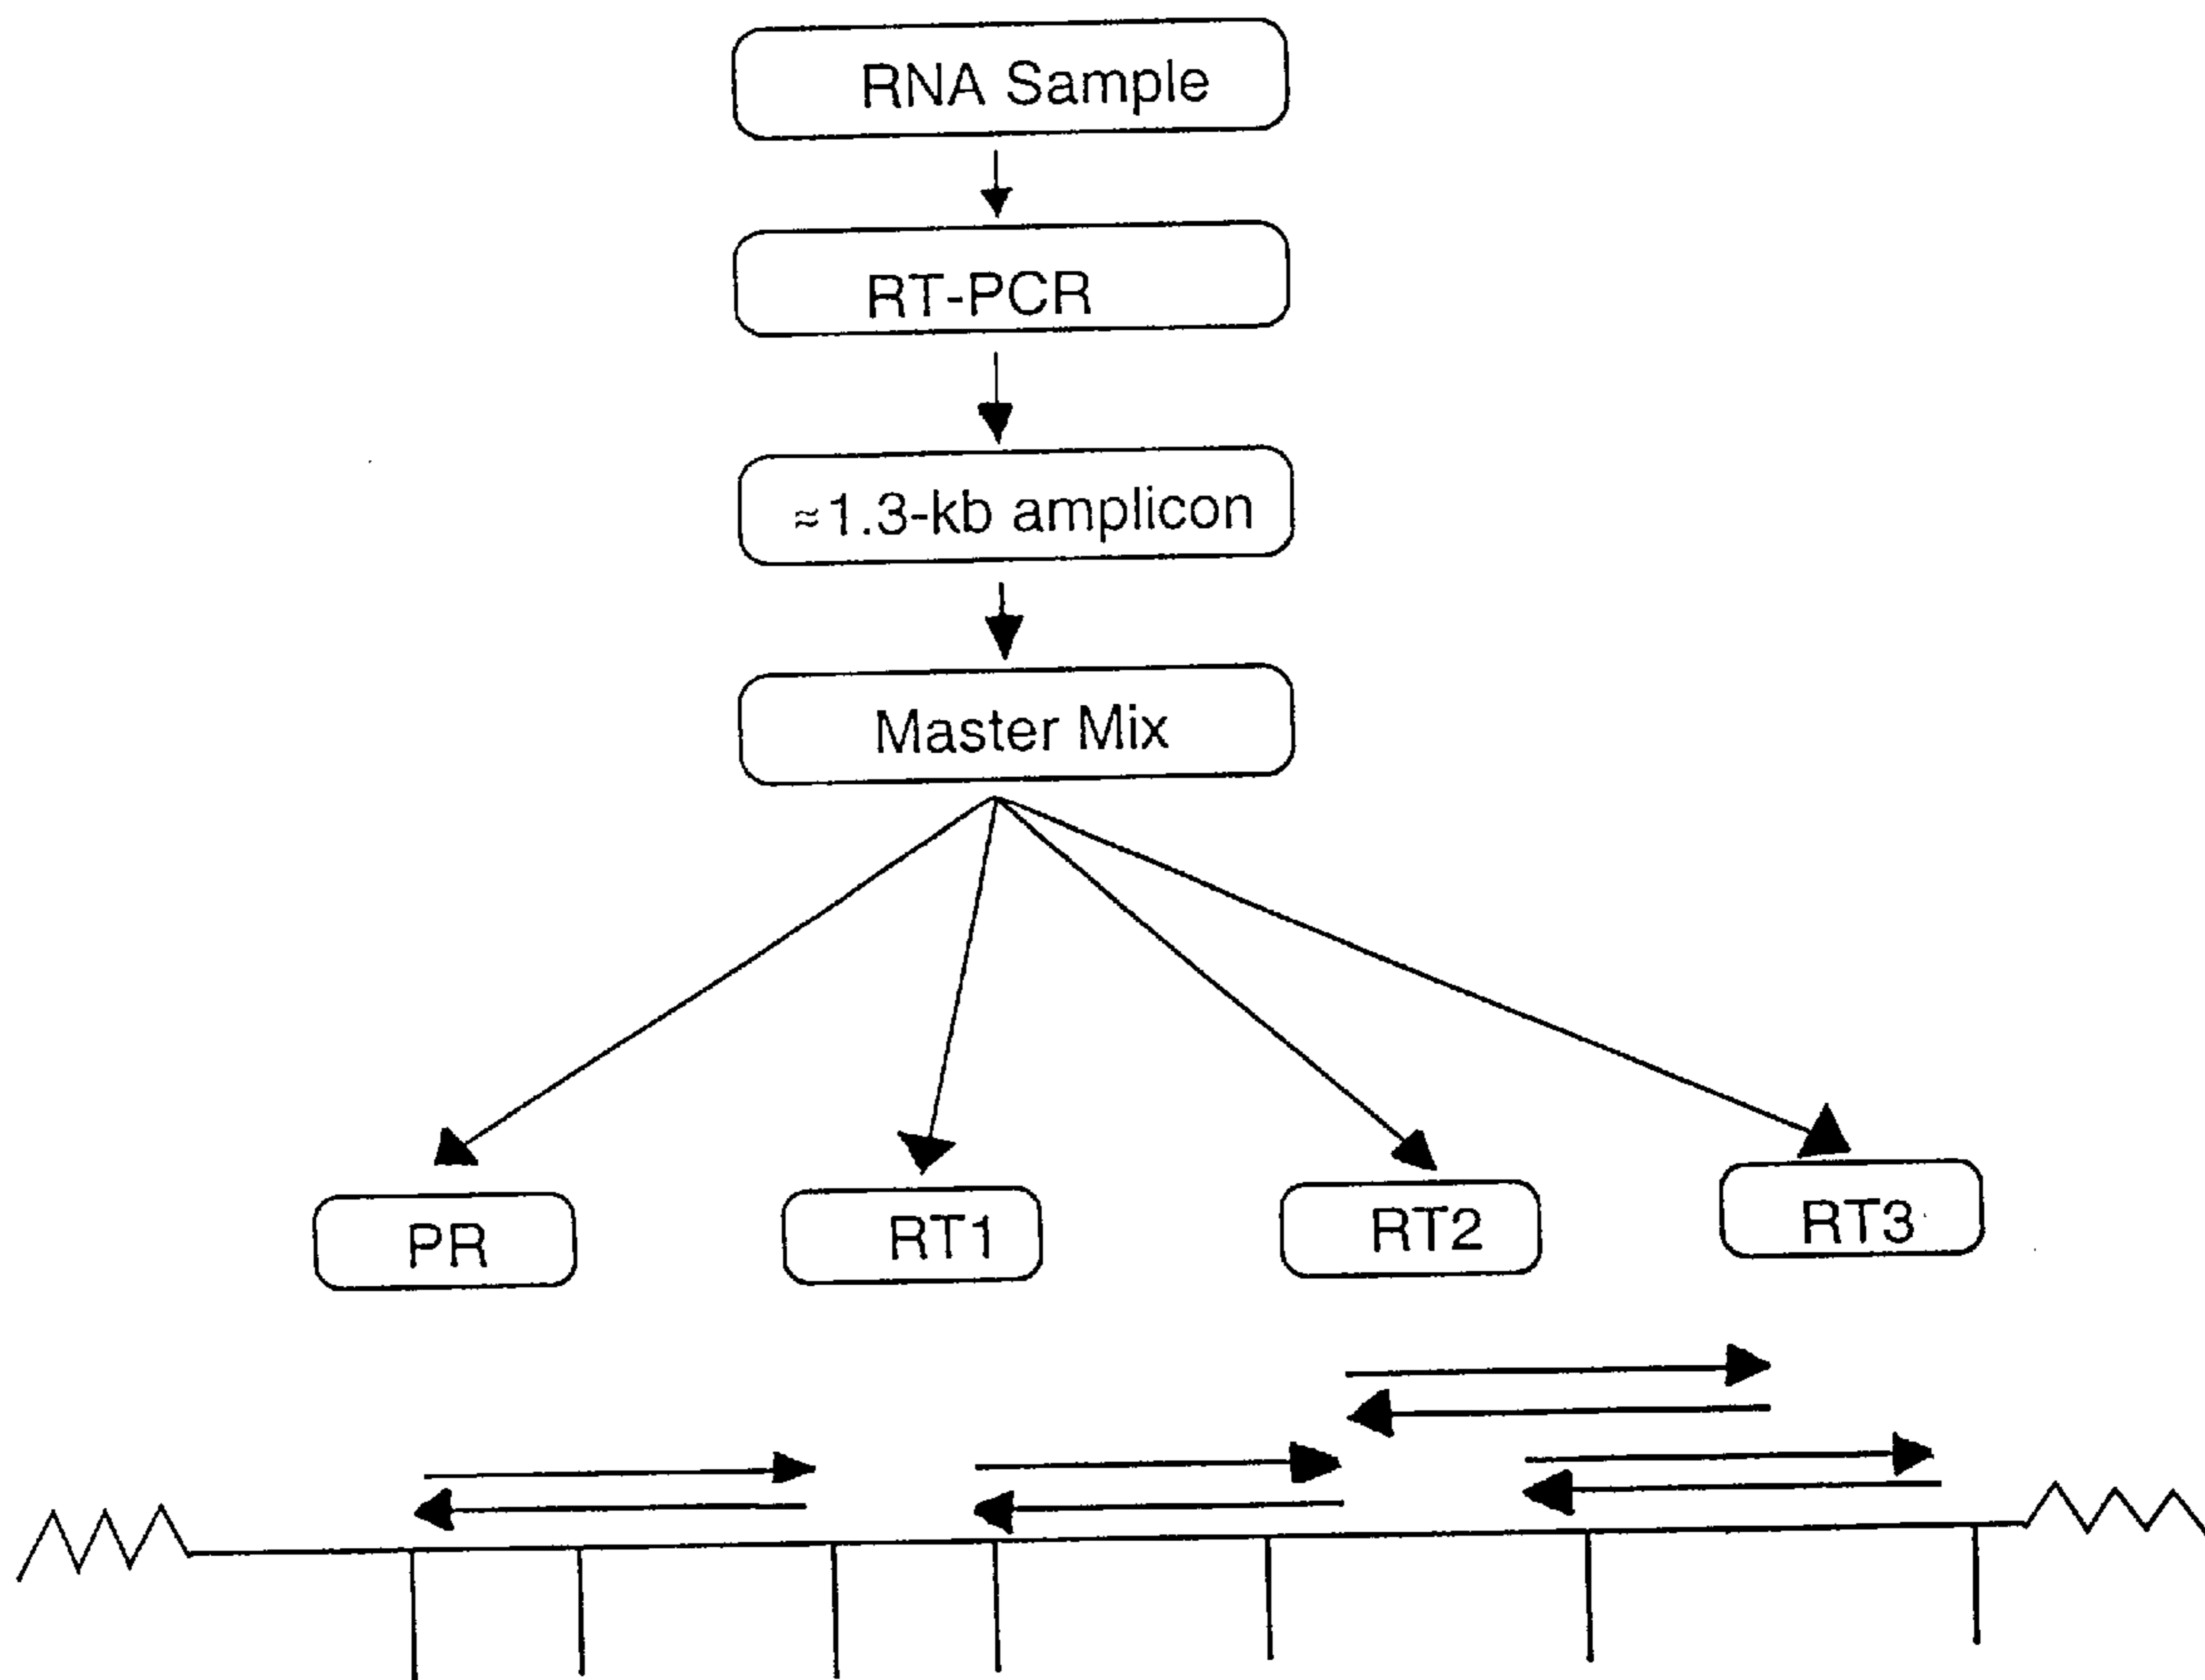 RNA Sample
RT-PCR
≈1.3-kb amplicon
Master Mix
PR
RT1
RT2
RT3